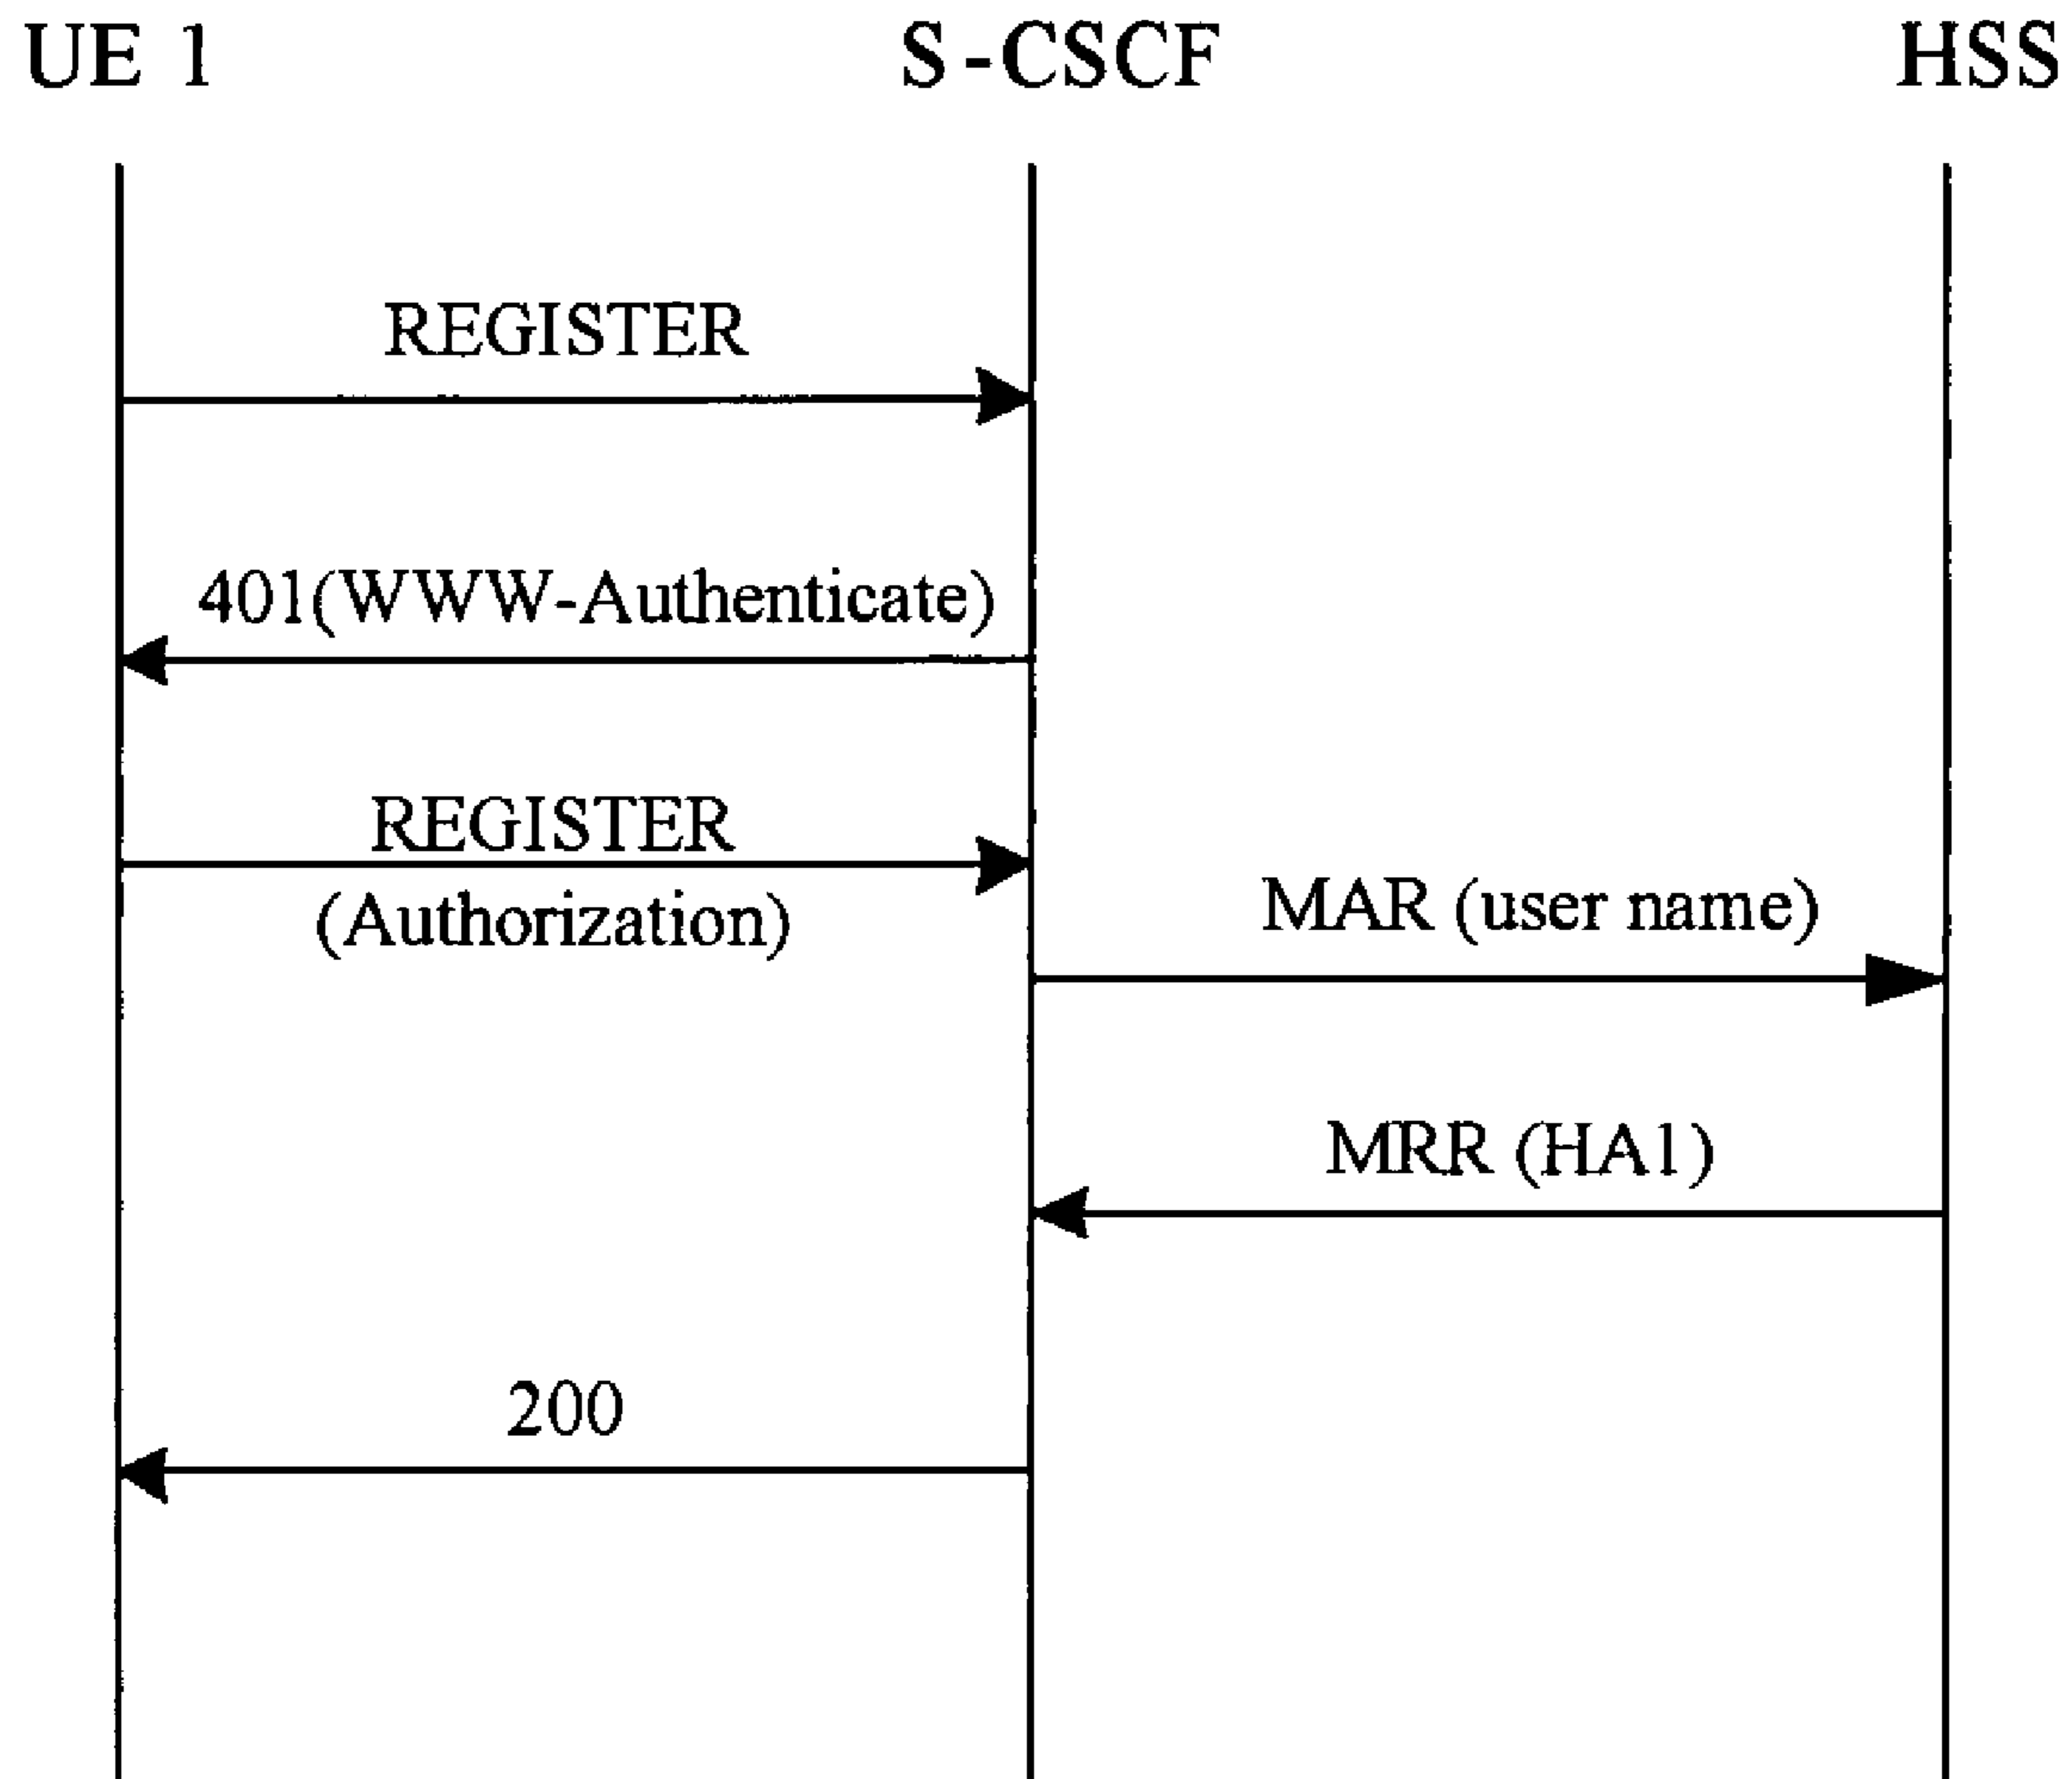 UE 1
S-CSCF
HSS
REGISTER
401(WWW-Authenticate)
REGISTER
(Authorization)
MAR (user name)
MRR (HA1)
200